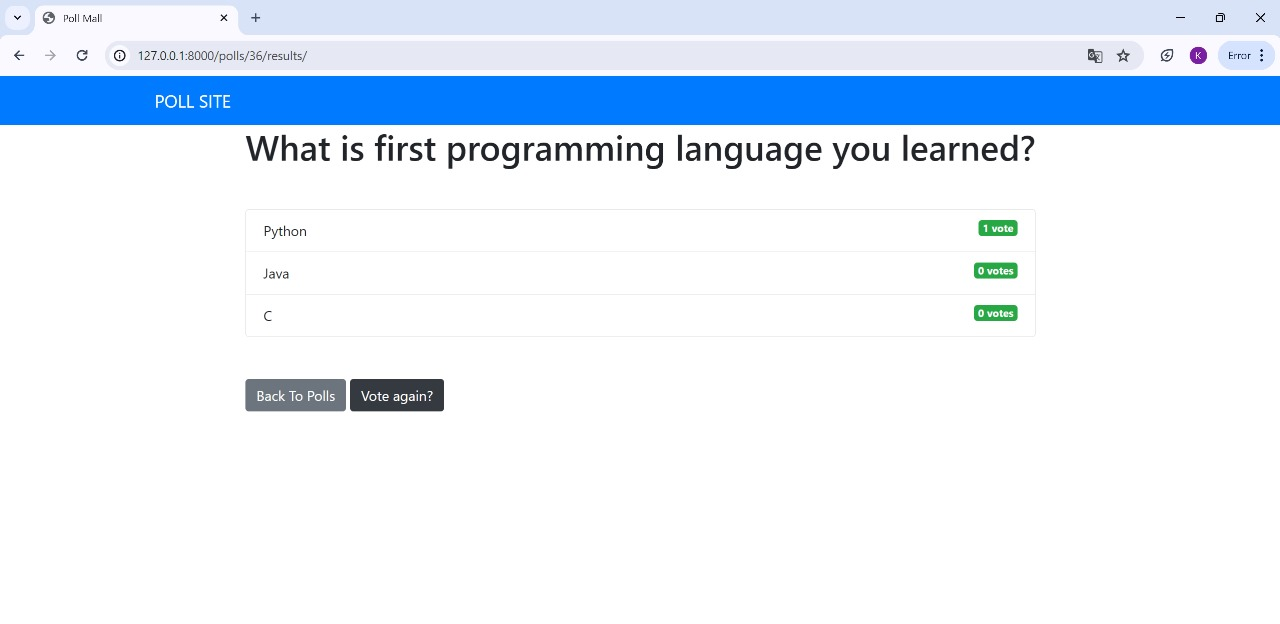 Poll Mall
127.0.0.1:8000/polls/36/results/
K
Error
POLL SITE
What is first programming language you learned?
Python 1 vote
Java 0 votes
C 0 votes
Back To Polls Vote again?